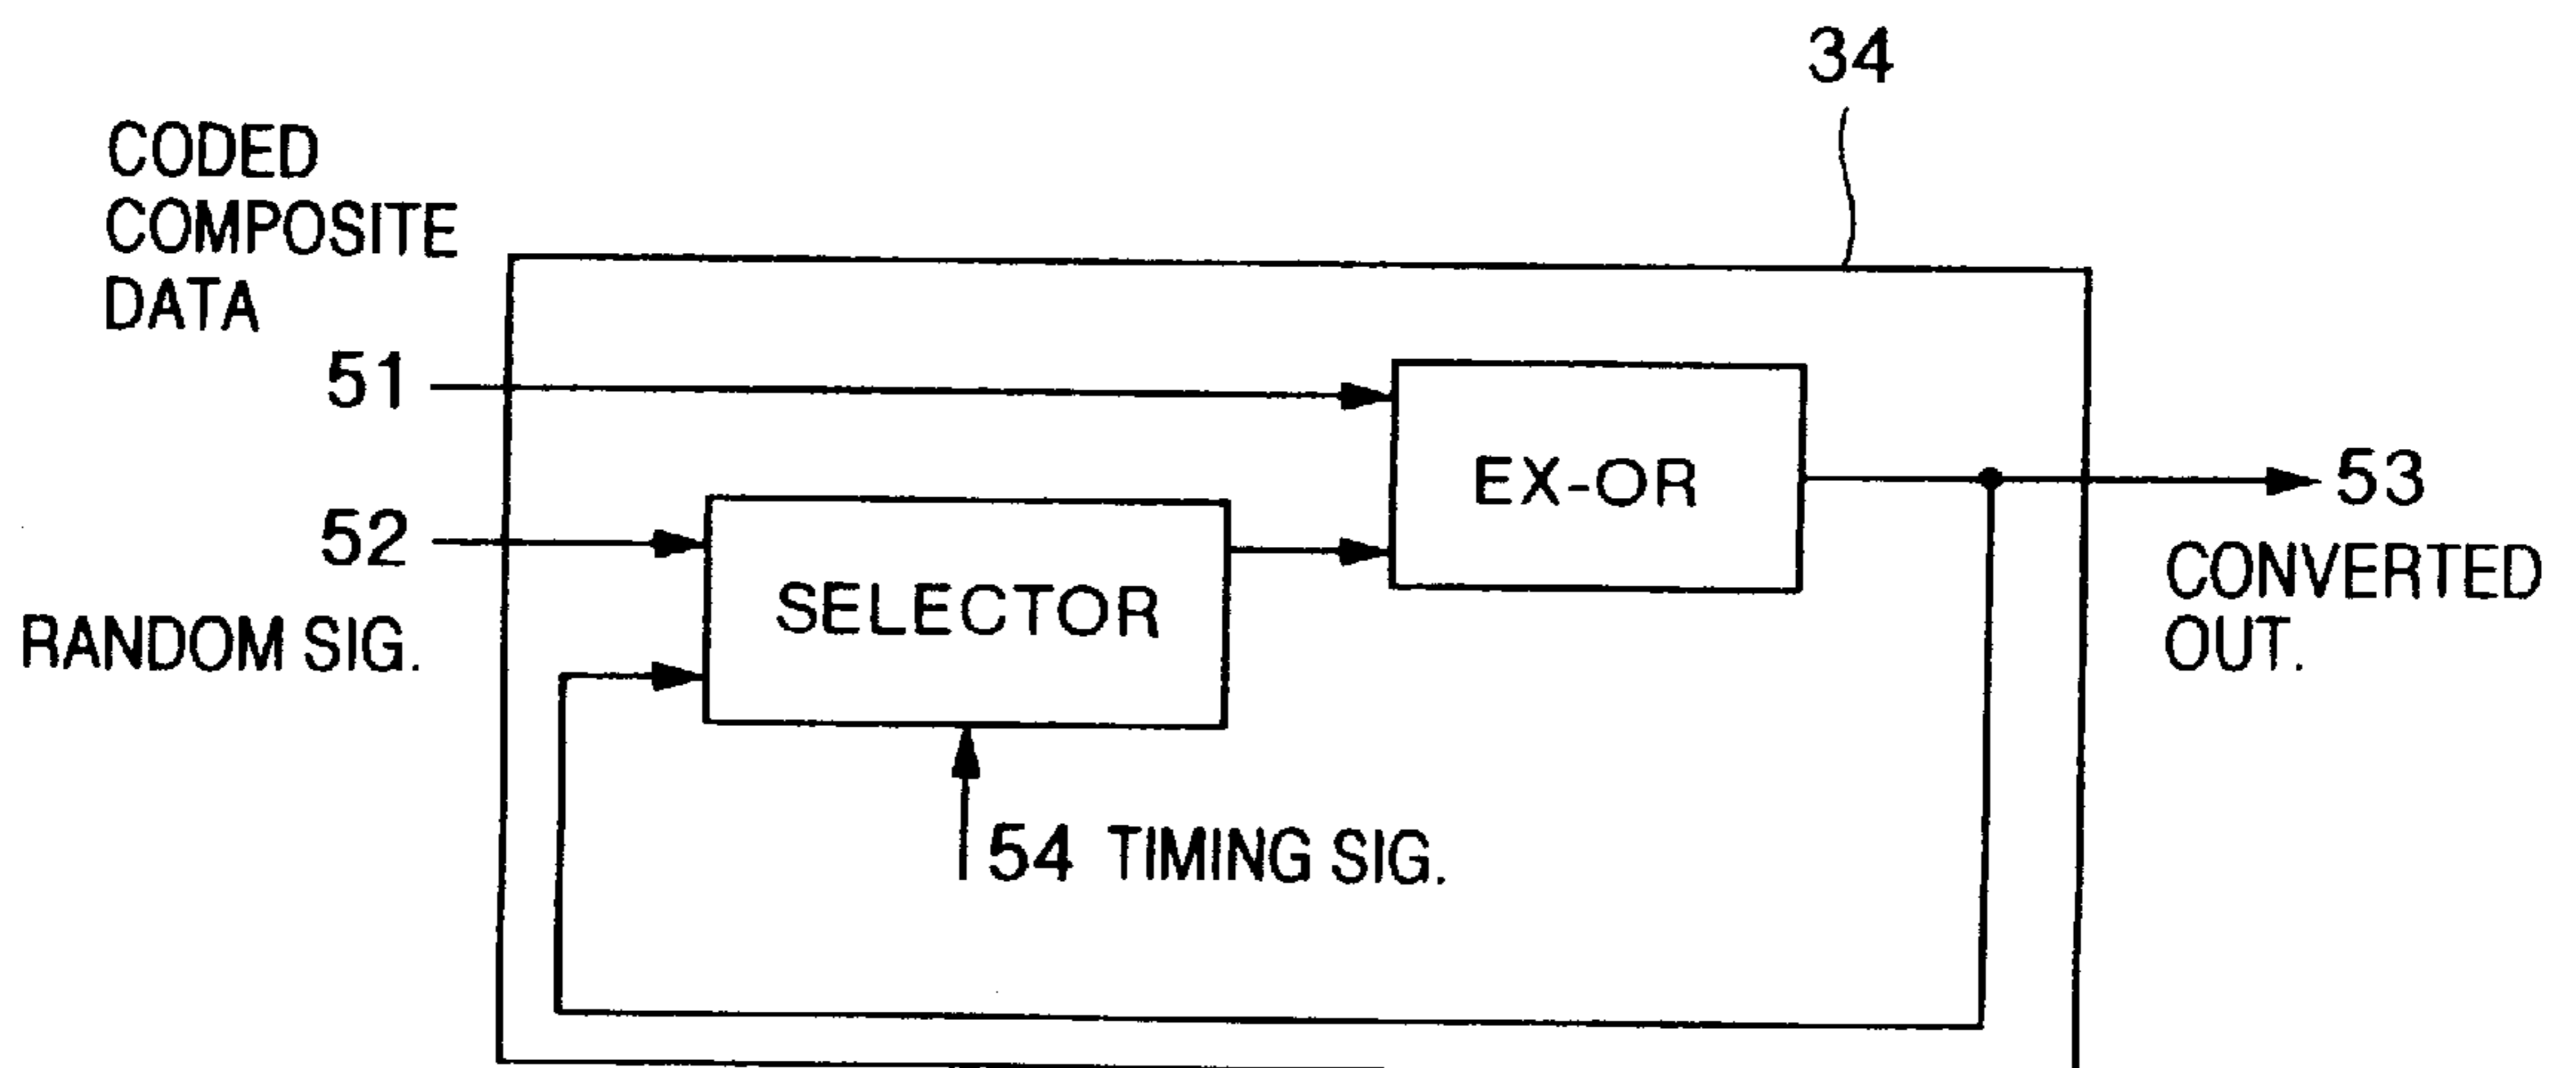 34
CODED
COMPOSITE
DATA
51
EX-OR
53
CONVERTED
OUT.
52
RANDOM SIG.
SELECTOR
54 TIMING SIG.